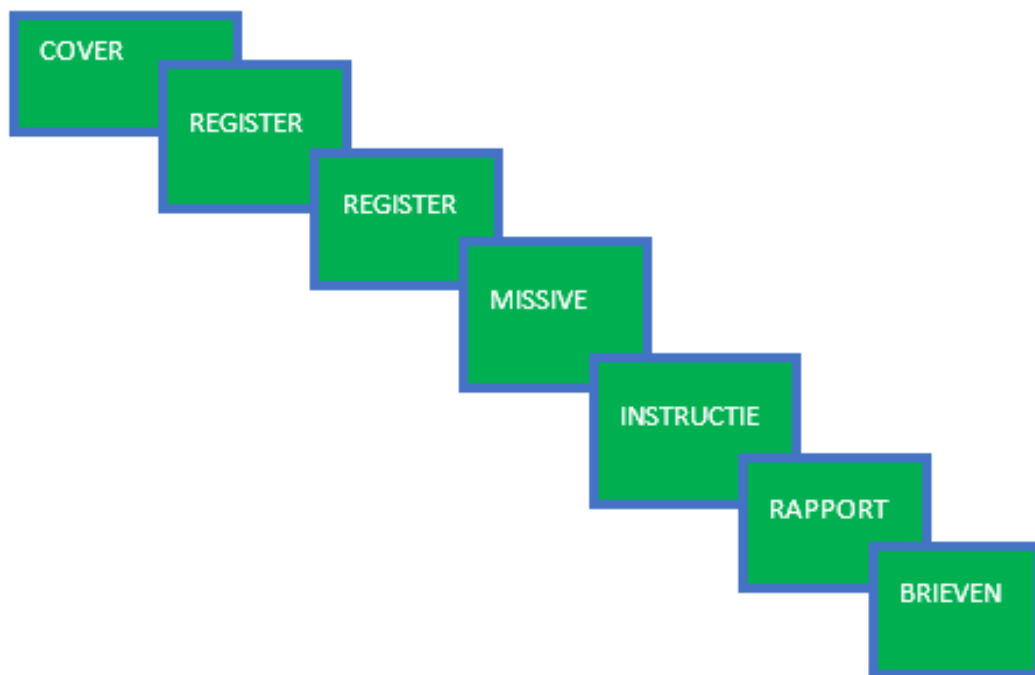 COVER
REGISTER
REGISTER
MISSIVE
INSTRUCTIE
RAPPORT
BRIEVEN